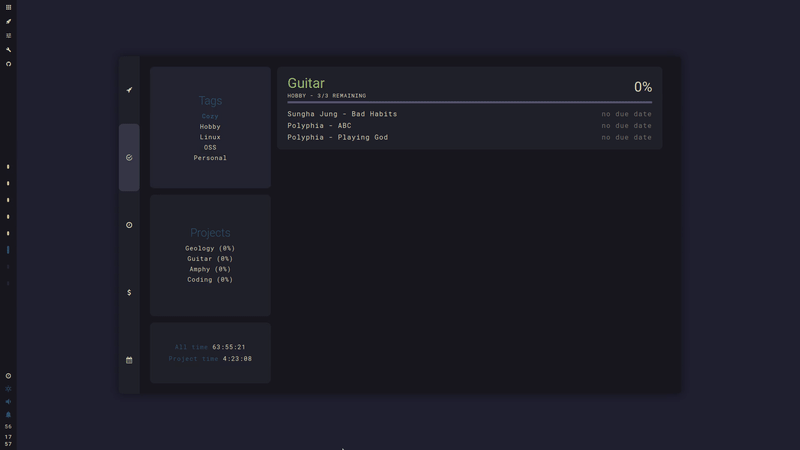 Tags
Copy
Hobby
Linux
OSS
Personal
Projects
Geology (0%)
Guitar (0%)
Amphy (0%)
Coding (0%)
All time 63:55:21
Project time 4:23:08
Guitar
0%
HOBBY - 3/3 REMAINING
Sungha Jung - Bad Habits no due date
Polyphia - ABC no due date
Polyphia - Playing God no due date
56
17
57